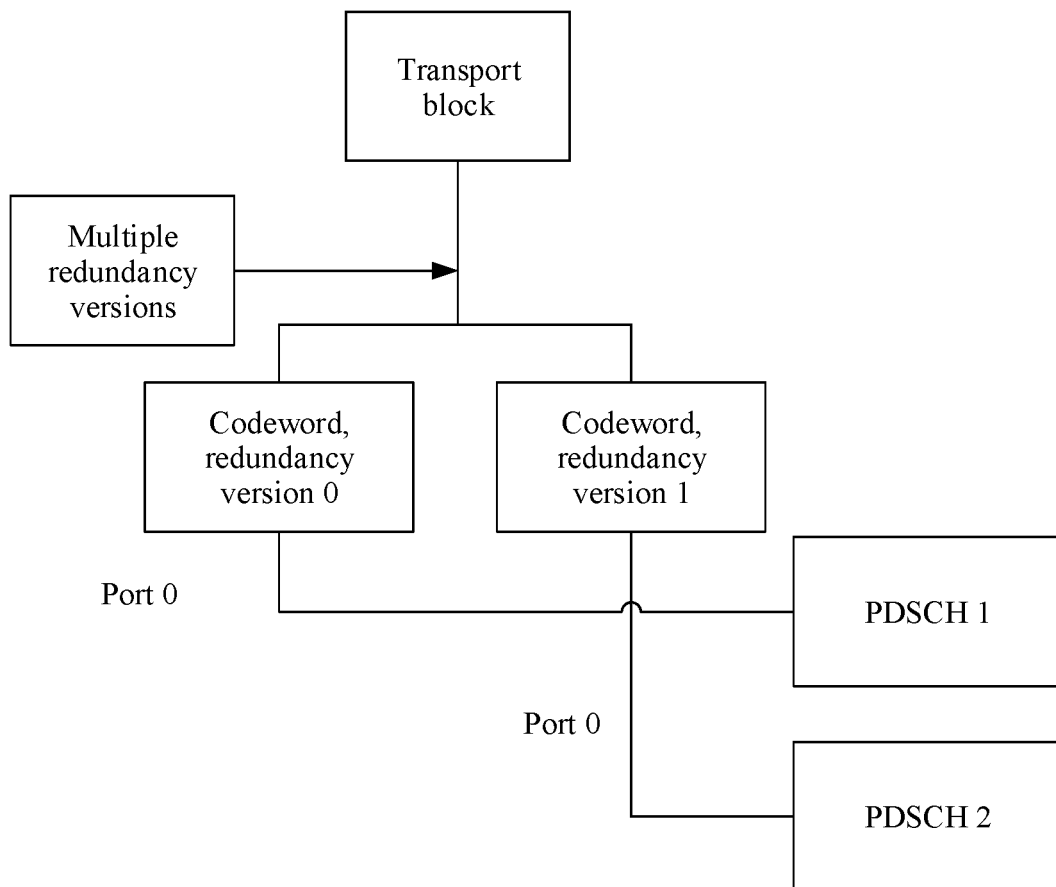 Transport
block
Multiple
redundancy
versions
Codeword,
redundancy
version 0
Codeword,
redundancy
version 1
Port 0
PDSCH 1
Port 0
PDSCH 2